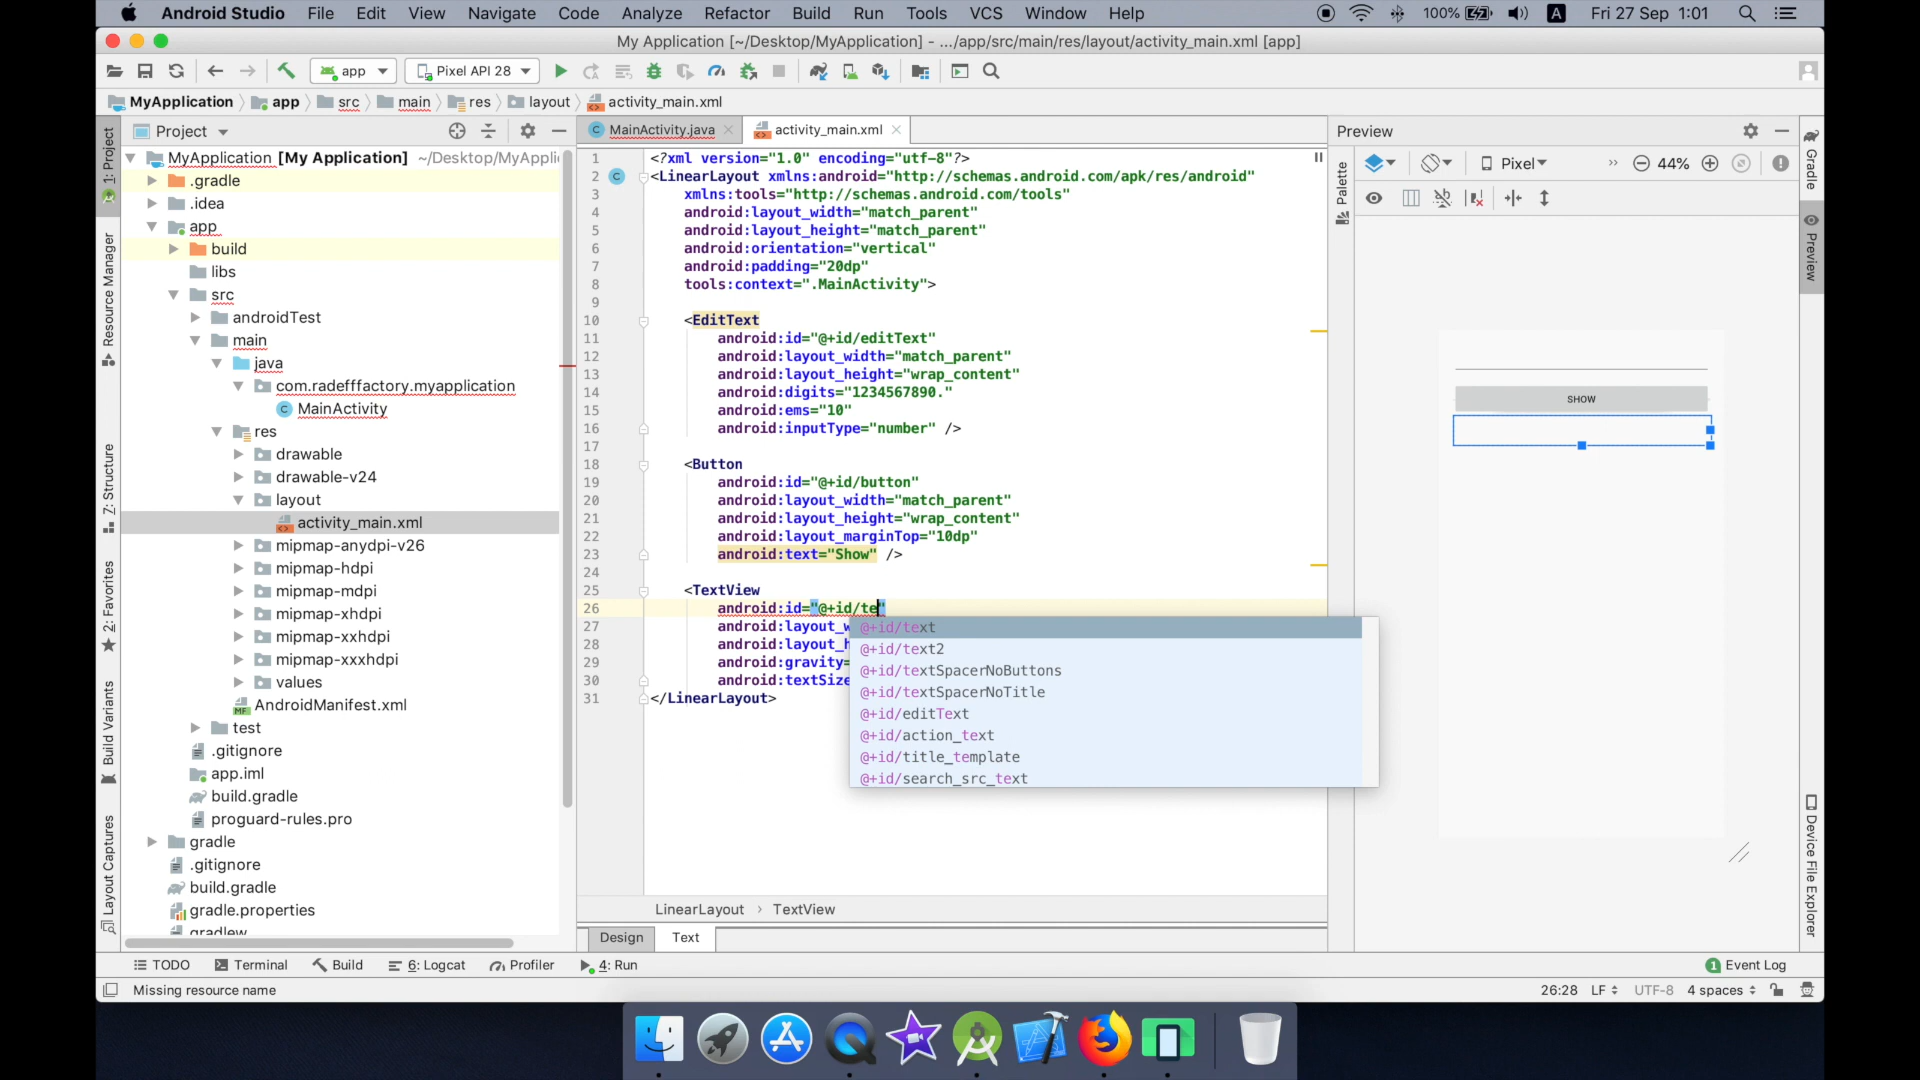 Android Studio File Edit View Navigate Code Analyze Refactor Build Run Tools VCS Window Help 100% A Fri 27 Sep 1:01
My Application [~/Desktop/MyApplication] - .../app/src/main/res/layout/activity_main.xml [app]
app Pixel API 28
MyApplication app src main res layout activity_main.xml
Project
MyApplication [My Application] ~/Desktop/MyAppli
.gradle
.idea
app
build
libs
src
androidTest
main
java
com.radefffactory.myapplication
MainActivity
res
drawable
drawable-v24
layout
activity_main.xml
mipmap-anydpi-v26
mipmap-hdpi
mipmap-mdpi
mipmap-xhdpi
mipmap-xxhdpi
mipmap-xxxhdpi
values
AndroidManifest.xml
test
.gitignore
app.iml
build.gradle
proguard-rules.pro
gradle
.gitignore
build.gradle
gradle.properties
gradlew
1: Project
Resource Manager
Z: Structure
2: Favorites
Build Variants
Layout Captures
MainActivity.java activity_main.xml
1 <?xml version="1.0" encoding="utf-8"?>
2 <LinearLayout xmlns:android="http://schemas.android.com/apk/res/android"
3 xmlns:tools="http://schemas.android.com/tools"
4 android:layout_width="match_parent"
5 android:layout_height="match_parent"
6 android:orientation="vertical"
7 android:padding="20dp"
8 tools:context=".MainActivity">
9
10 <EditText
11 android:id="@+id/editText"
12 android:layout_width="match_parent"
13 android:layout_height="wrap_content"
14 android:digits="1234567890."
15 android:ems="10"
16 android:inputType="number" />
17
18 <Button
19 android:id="@+id/button"
20 android:layout_width="match_parent"
21 android:layout_height="wrap_content"
22 android:layout_marginTop="10dp"
23 android:text="Show" />
24
25 <TextView
26 android:id="@+id/te"
27 android:layout_w
28 android:layout_h
29 android:gravity=
30 android:textSize
31 </LinearLayout>
@+id/text
@+id/text2
@+id/textSpacerNoButtons
@+id/textSpacerNoTitle
@+id/editText
@+id/action_text
@+id/title_template
@+id/search_src_text
LinearLayout › TextView
Design Text
Preview
Palette
Pixel 44%
SHOW
Gradle
Preview
Device File Explorer
TODO Terminal Build 6: Logcat Profiler 4: Run 1 Event Log
Missing resource name 26:28 LF UTF-8 4 spaces